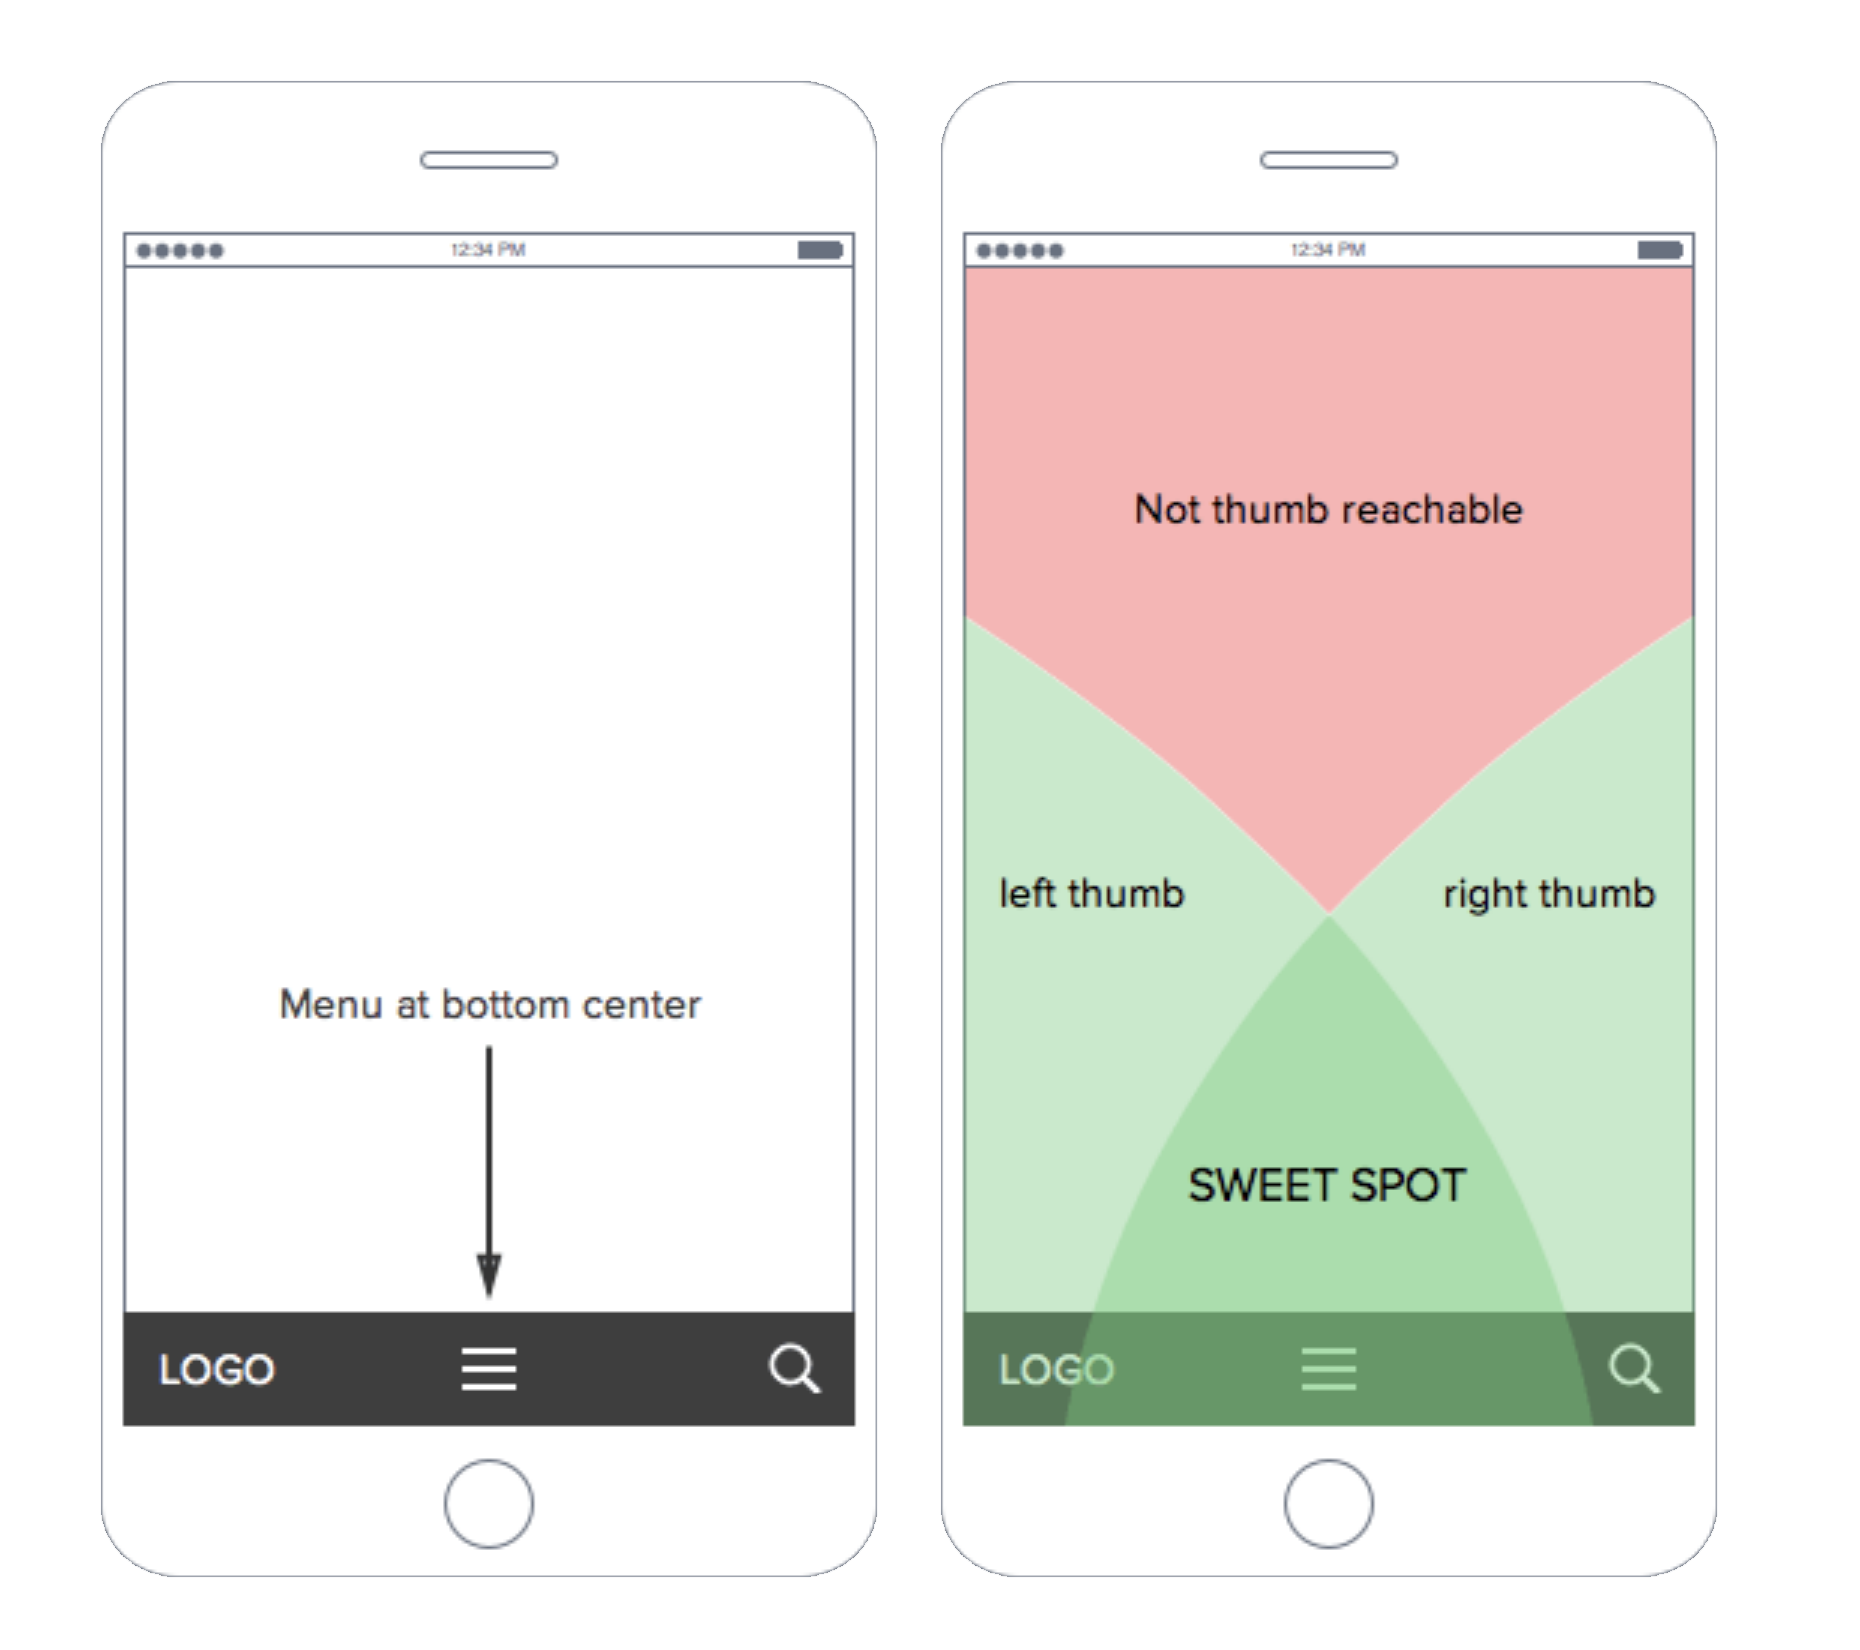 12:34 PM
Menu at bottom center
LOGO
12:34 PM
Not thumb reachable
left thumb
right thumb
SWEET SPOT
LOGO